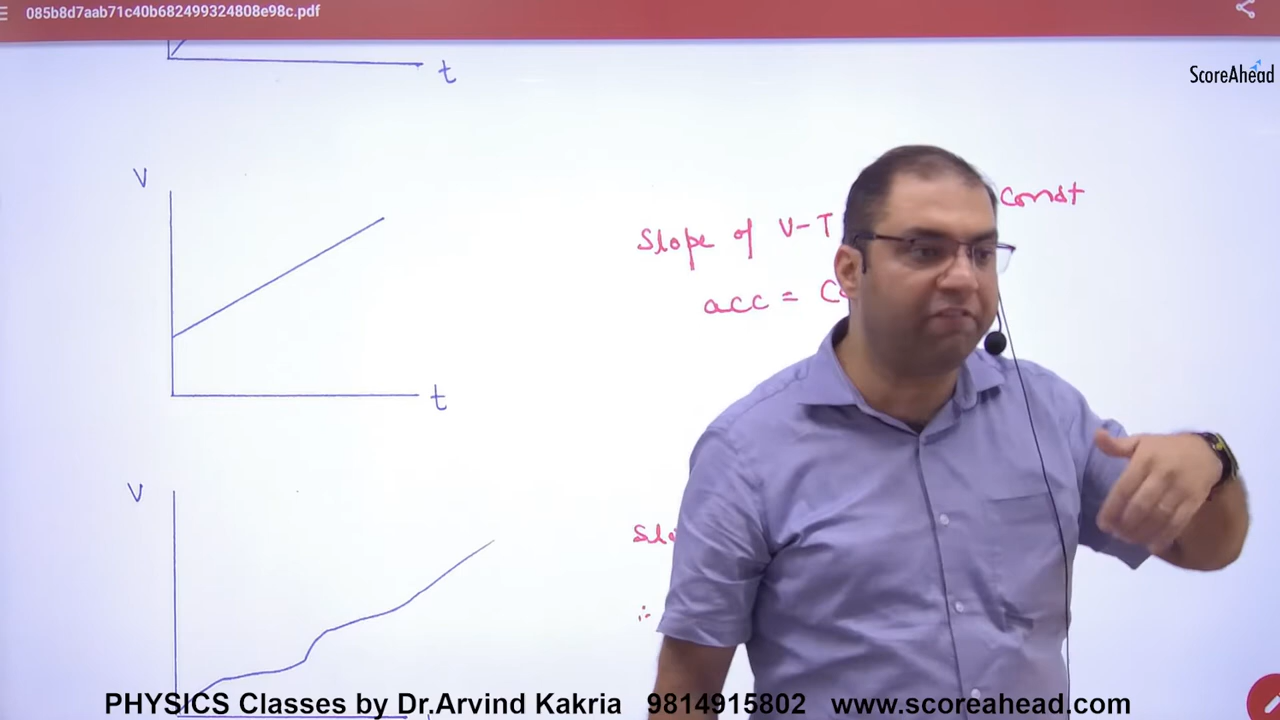 085b8d7aab71c40b682499324808e98c.pdf
ScoreAhead
t
V
const
Slope of V-T
acc =
t
V
PHYSICS Classes by Dr.Arvind Kakria 9814915802 www.scoreahead.com